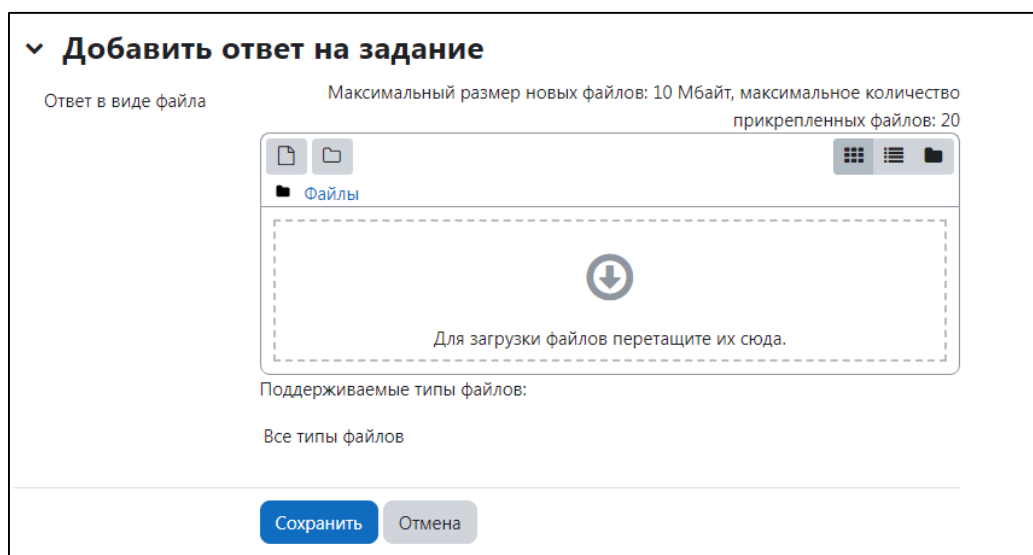 Добавить ответ на задание
Ответ в виде файла
Максимальный размер новых файлов: 10 Мбайт, максимальное количество
прикрепленных файлов: 20
Файлы
Для загрузки файлов перетащите их сюда.
Поддерживаемые типы файлов:
Все типы файлов
Сохранить
Отмена